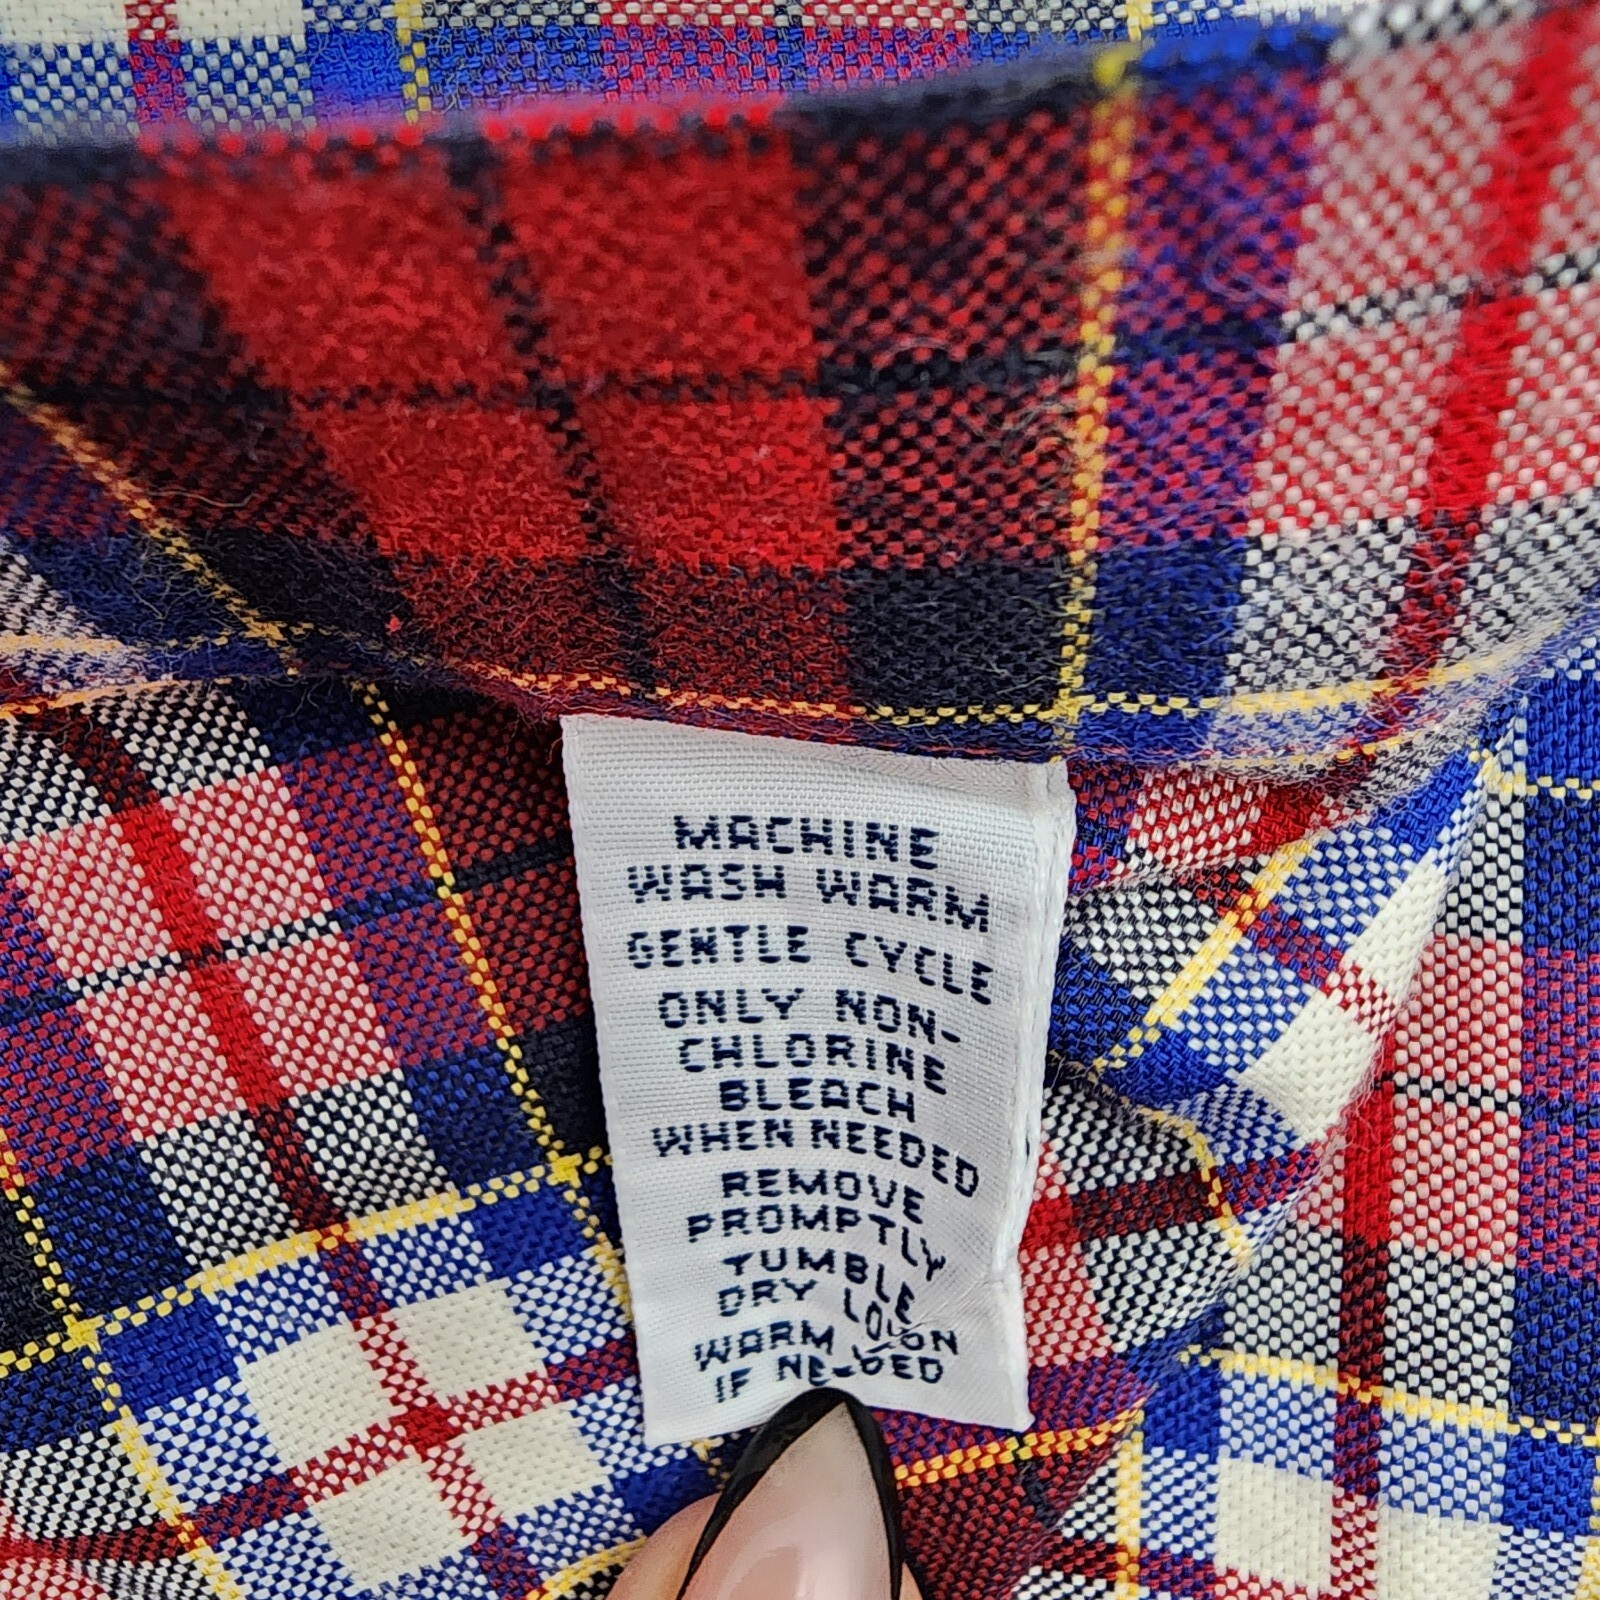 MACHINE
WASH WARM
GENTLE CYCLE
ONLY NON-
CHLORINE
BLEACH
WHEN NEEDED
REMOVE
PROMPTLY
TUMBLE
DRY LOW
WARM IRON
IF NEEDED